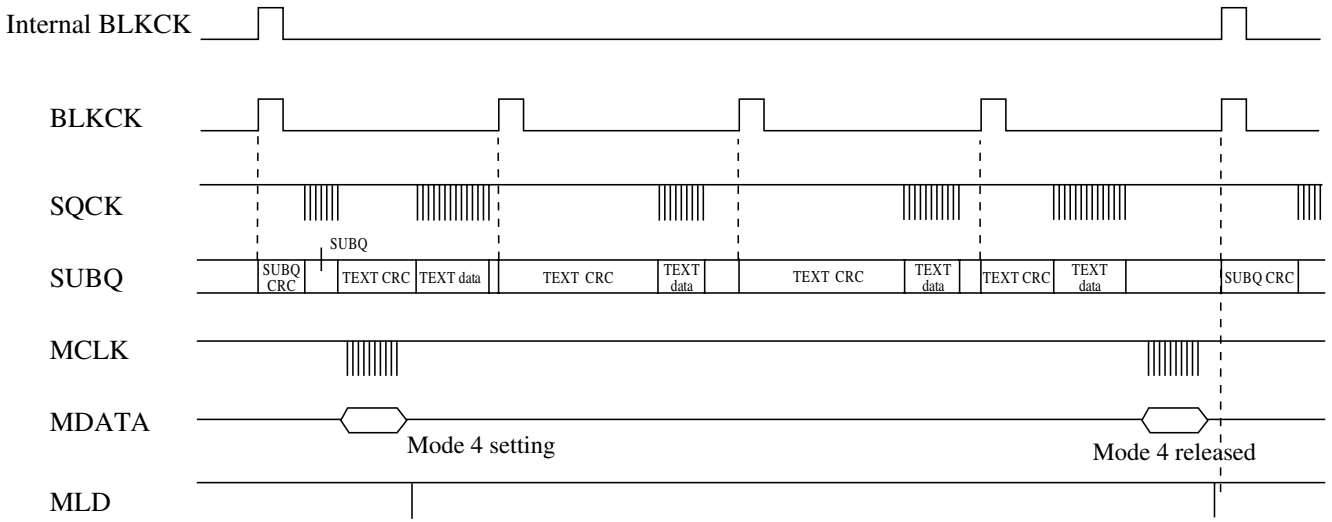 Internal BLKCK
BLKCK
SQCK
SUBQ
SUBQ
SUBQ
CRC
TEXT CRC
TEXT data
TEXT CRC
TEXT
data
TEXT CRC
TEXT
data
TEXT CRC
TEXT
data
SUBQ CRC
MCLK
MDATA
Mode 4 setting
Mode 4 released
MLD